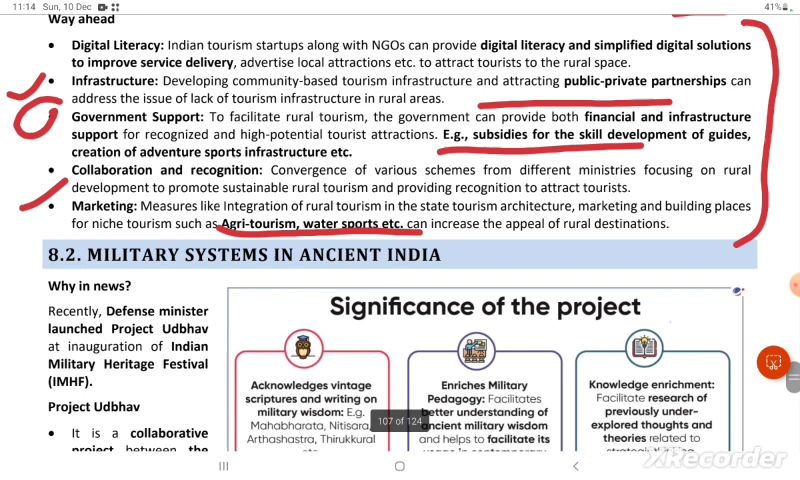 11:14 Sun, 10 Dec
41%
Way ahead
• Digital Literacy: Indian tourism startups along with NGOs can provide digital literacy and simplified digital solutions
to improve service delivery, advertise local attractions etc. to attract tourists to the rural space.
• Infrastructure: Developing community-based tourism infrastructure and attracting public-private partnerships can
address the issue of lack of tourism infrastructure in rural areas.
Government Support: To facilitate rural tourism, the government can provide both financial and infrastructure
support for recognized and high-potential tourist attractions. E.g., subsidies for the skill development of guides,
creation of adventure sports infrastructure etc.
• Collaboration and recognition: Convergence of various schemes from different ministries focusing on rural
development to promote sustainable rural tourism and providing recognition to attract tourists.
• Marketing: Measures like Integration of rural tourism in the state tourism architecture, marketing and building places
for niche tourism such as Agri-tourism, water sports etc. can increase the appeal of rural destinations.
8.2. MILITARY SYSTEMS IN ANCIENT INDIA
Why in news?
Recently, Defense minister
launched Project Udbhav
at inauguration of Indian
Military Heritage Festival
(IMHF).
Project Udbhav
• It is a collaborative
project between the
Significance of the project
Acknowledges vintage
scriptures and writing on
military wisdom: E.g.
Mahabharata, Nitisara,
Arthashastra, Thirukkural
etc.
Enriches Military
Pedagogy: Facilitates
better understanding of
ancient military wisdom
and helps to facilitate its
usage in contemporary
Knowledge enrichment:
Facilitate research of
previously under-
explored thoughts and
theories related to
strategic thinking
107 of 124
XRecorder